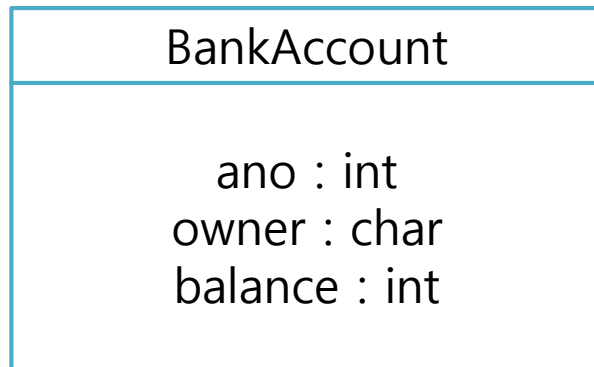 BankAccount
ano : int
owner : char
balance : int